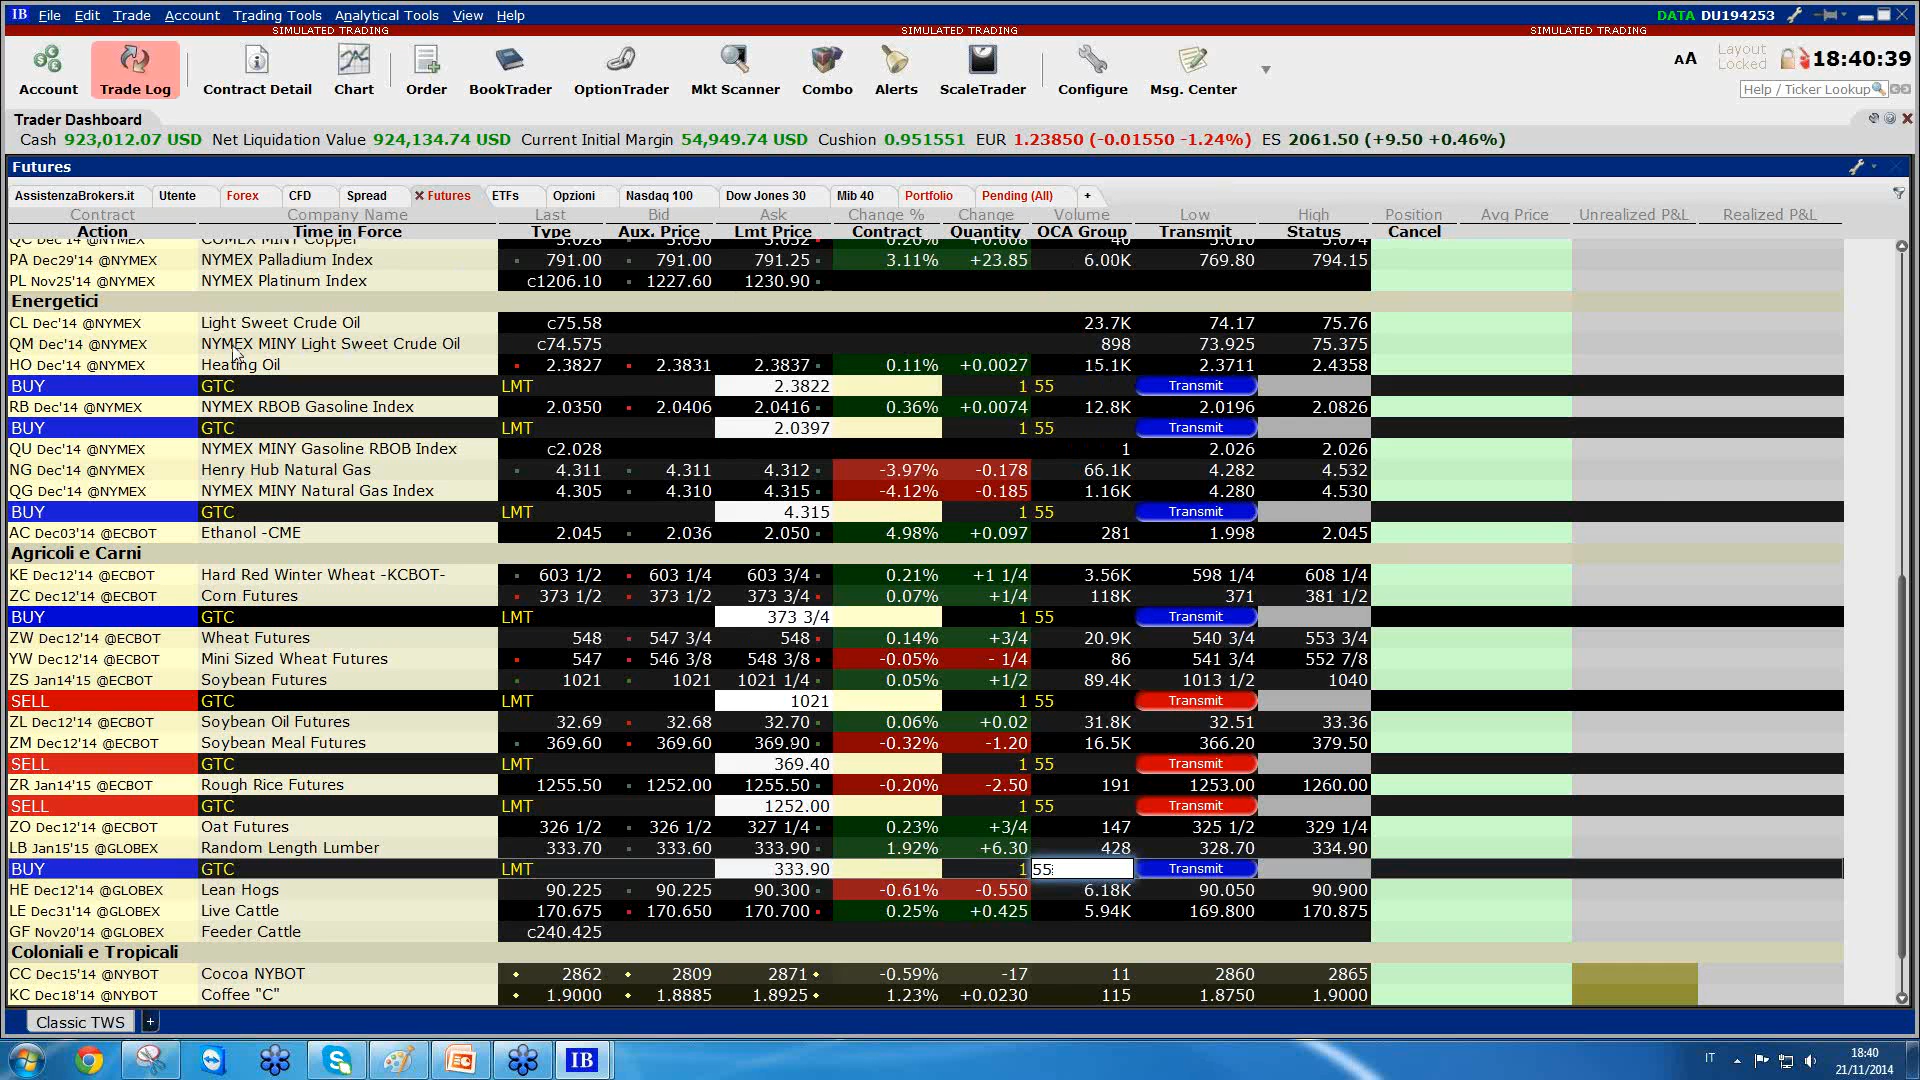 IB File Edit Trade Account Trading Tools Analytical Tools View Help DATA DU194253
SIMULATED TRADING SIMULATED TRADING SIMULATED TRADING
Account Trade Log Contract Detail Chart Order BookTrader OptionTrader Mkt Scanner Combo Alerts ScaleTrader Configure Msg. Center
AA Layout Locked 18:40:39
Help / Ticker Lookup
Trader Dashboard
Cash 923,012.07 USD Net Liquidation Value 924,134.74 USD Current Initial Margin 54,949.74 USD Cushion 0.951551 EUR 1.23850 (-0.01550 -1.24%) ES 2061.50 (+9.50 +0.46%)
Futures
AssistenzaBrokers.it Utente Forex CFD Spread Futures ETFs Opzioni Nasdaq 100 Dow Jones 30 Mib 40 Portfolio Pending (All) +
Contract Company Name Last Bid Ask Change % Change Volume Low High Position Avg Price Unrealized P&L Realized P&L
Action Time in Force Type Aux. Price Lmt Price Contract Quantity OCA Group Transmit Status Cancel
QC Dec'14 @NYMEX COMEX MINY Copper 3.028 3.030 3.032 0.26% +0.008 40 3.010 3.074
PA Dec29'14 @NYMEX NYMEX Palladium Index 791.00 791.00 791.25 3.11% +23.85 6.00K 769.80 794.15
PL Nov25'14 @NYMEX NYMEX Platinum Index c1206.10 1227.60 1230.90
Energetici
CL Dec'14 @NYMEX Light Sweet Crude Oil c75.58 23.7K 74.17 75.76
QM Dec'14 @NYMEX NYMEX MINY Light Sweet Crude Oil c74.575 898 73.925 75.375
HO Dec'14 @NYMEX Heating Oil 2.3827 2.3831 2.3837 0.11% +0.0027 15.1K 2.3711 2.4358
BUY GTC LMT 2.3822 1 55 Transmit
RB Dec'14 @NYMEX NYMEX RBOB Gasoline Index 2.0350 2.0406 2.0416 0.36% +0.0074 12.8K 2.0196 2.0826
BUY GTC LMT 2.0397 1 55 Transmit
QU Dec'14 @NYMEX NYMEX MINY Gasoline RBOB Index c2.028 1 2.026 2.026
NG Dec'14 @NYMEX Henry Hub Natural Gas 4.311 4.311 4.312 -3.97% -0.178 66.1K 4.282 4.532
QG Dec'14 @NYMEX NYMEX MINY Natural Gas Index 4.305 4.310 4.315 -4.12% -0.185 1.16K 4.280 4.530
BUY GTC LMT 4.315 1 55 Transmit
AC Dec03'14 @ECBOT Ethanol -CME 2.045 2.036 2.050 4.98% +0.097 281 1.998 2.045
Agricoli e Carni
KE Dec12'14 @ECBOT Hard Red Winter Wheat -KCBOT- 603 1/2 603 1/4 603 3/4 0.21% +1 1/4 3.56K 598 1/4 608 1/4
ZC Dec12'14 @ECBOT Corn Futures 373 1/2 373 1/2 373 3/4 0.07% +1/4 118K 371 381 1/2
BUY GTC LMT 373 3/4 1 55 Transmit
ZW Dec12'14 @ECBOT Wheat Futures 548 547 3/4 548 0.14% +3/4 20.9K 540 3/4 553 3/4
YW Dec12'14 @ECBOT Mini Sized Wheat Futures 547 546 3/8 548 3/8 -0.05% - 1/4 86 541 3/4 552 7/8
ZS Jan14'15 @ECBOT Soybean Futures 1021 1021 1021 1/4 0.05% +1/2 89.4K 1013 1/2 1040
SELL GTC LMT 1021 1 55 Transmit
ZL Dec12'14 @ECBOT Soybean Oil Futures 32.69 32.68 32.70 0.06% +0.02 31.8K 32.51 33.36
ZM Dec12'14 @ECBOT Soybean Meal Futures 369.60 369.60 369.90 -0.32% -1.20 16.5K 366.20 379.50
SELL GTC LMT 369.40 1 55 Transmit
ZR Jan14'15 @ECBOT Rough Rice Futures 1255.50 1252.00 1255.50 -0.20% -2.50 191 1253.00 1260.00
SELL GTC LMT 1252.00 1 55 Transmit
ZO Dec12'14 @ECBOT Oat Futures 326 1/2 326 1/2 327 1/4 0.23% +3/4 147 325 1/2 329 1/4
LB Jan15'15 @GLOBEX Random Length Lumber 333.70 333.60 333.90 1.92% +6.30 428 328.70 334.90
BUY GTC LMT 333.90 1 55 Transmit
HE Dec12'14 @GLOBEX Lean Hogs 90.225 90.225 90.300 -0.61% -0.550 6.18K 90.050 90.900
LE Dec31'14 @GLOBEX Live Cattle 170.675 170.650 170.700 0.25% +0.425 5.94K 169.800 170.875
GF Nov20'14 @GLOBEX Feeder Cattle c240.425
Coloniali e Tropicali
CC Dec15'14 @NYBOT Cocoa NYBOT 2862 2809 2871 -0.59% -17 11 2860 2865
KC Dec18'14 @NYBOT Coffee "C" 1.9000 1.8885 1.8925 1.23% +0.0230 115 1.8750 1.9000
Classic TWS +
IB IT 18:40
21/11/2014